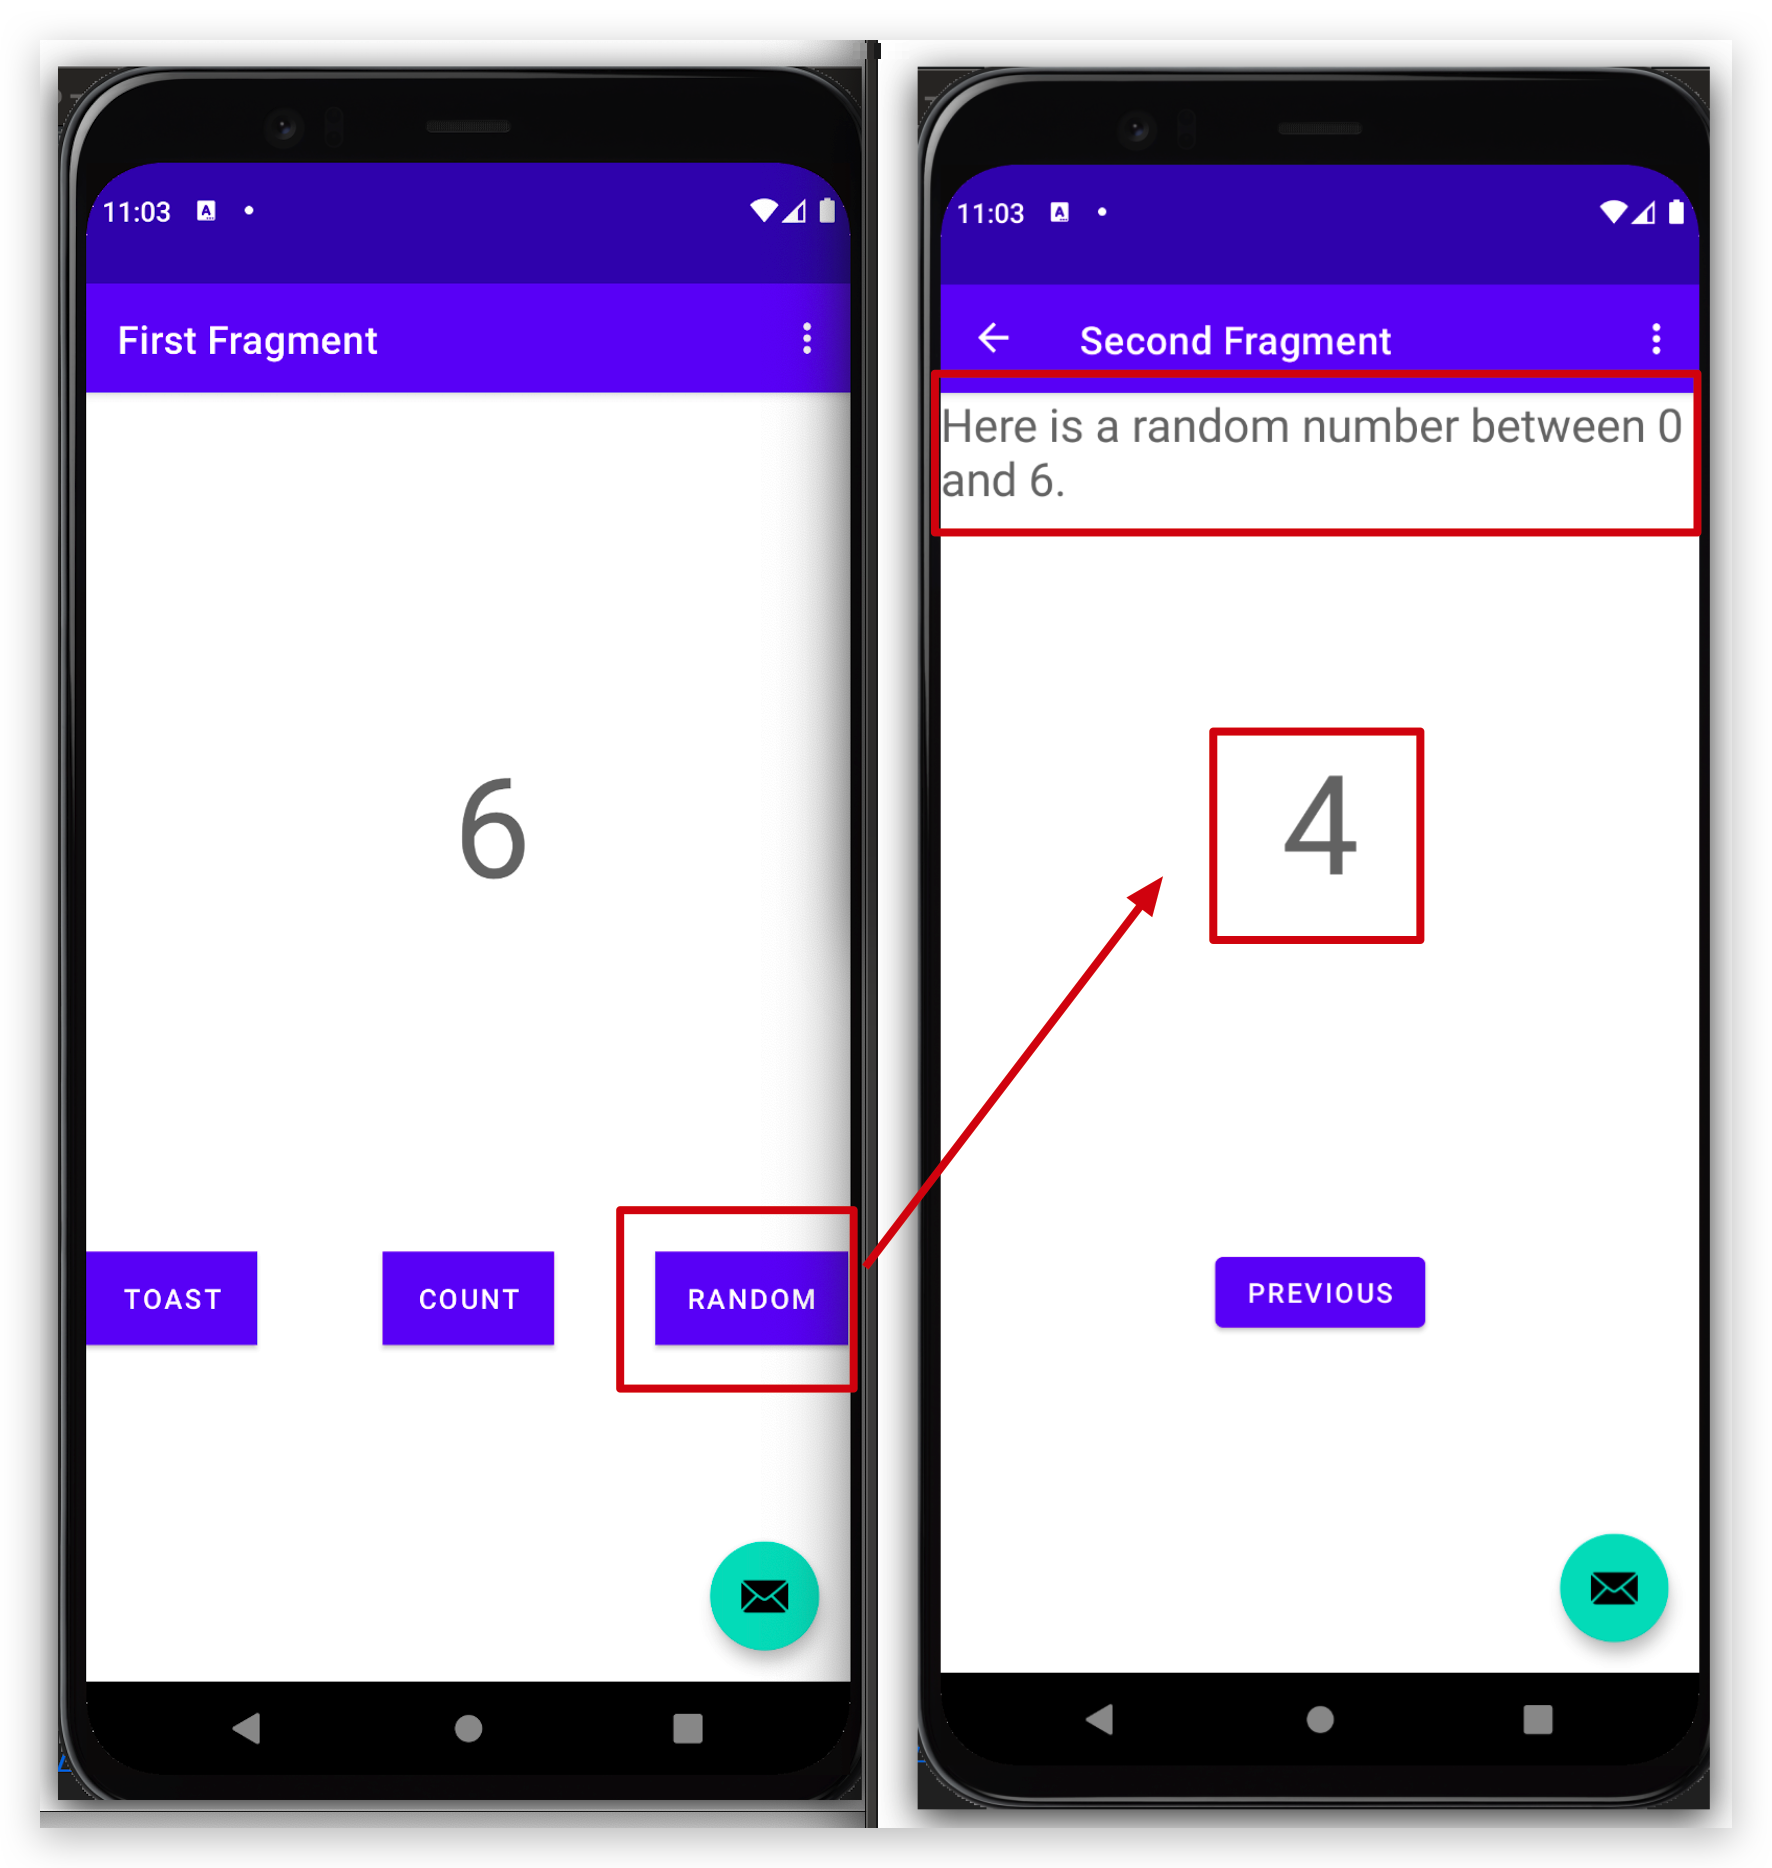 11:03
First Fragment
6
TOAST
COUNT
RANDOM
11:03
Second Fragment
Here is a random number between 0
and 6.
4
PREVIOUS